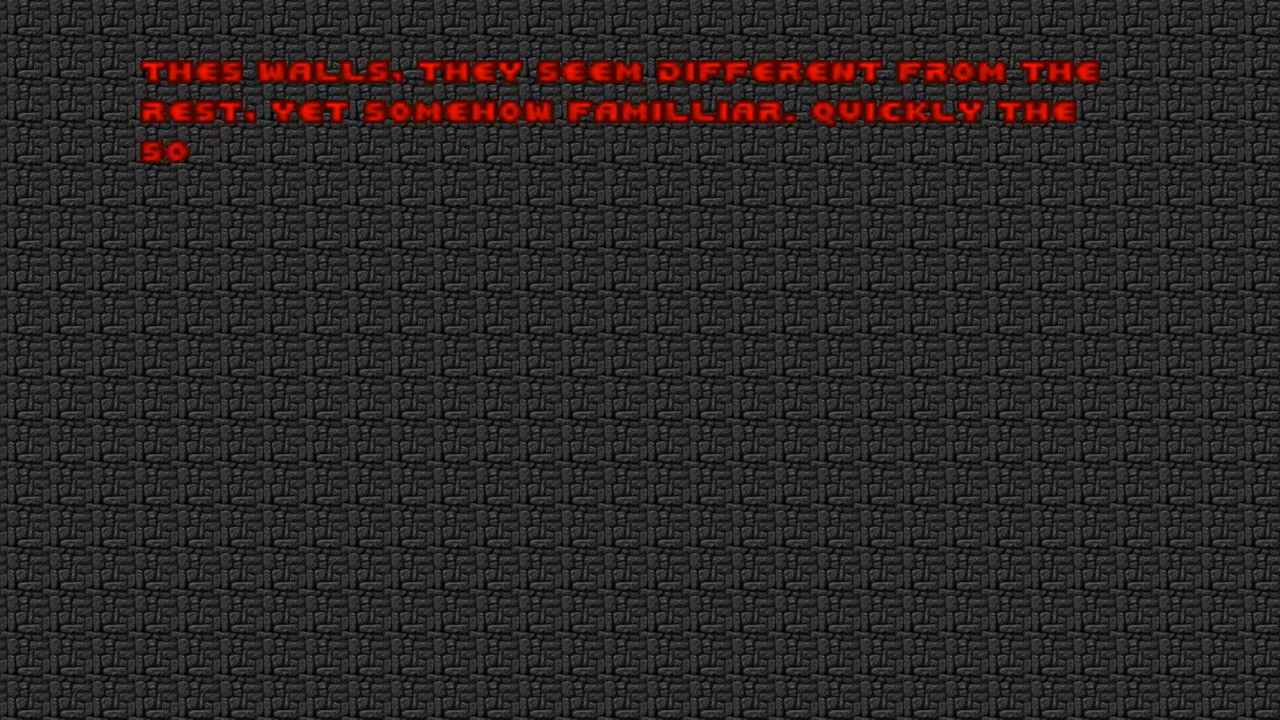 THES WALLS, THEY SEEM DIFFERENT FROM THE
REST, YET SOMEHOW FAMILLIAR. QUICKLY THE
SO